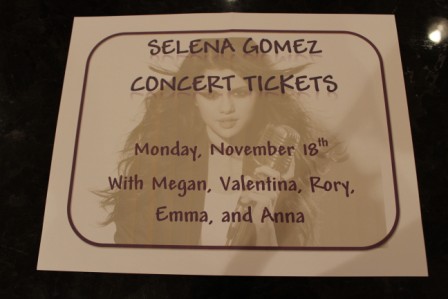 SELENA GOMEZ
CONCERT TICKETS
Monday, November 18th
With Megan, Valentina, Rory,
Emma, and Anna